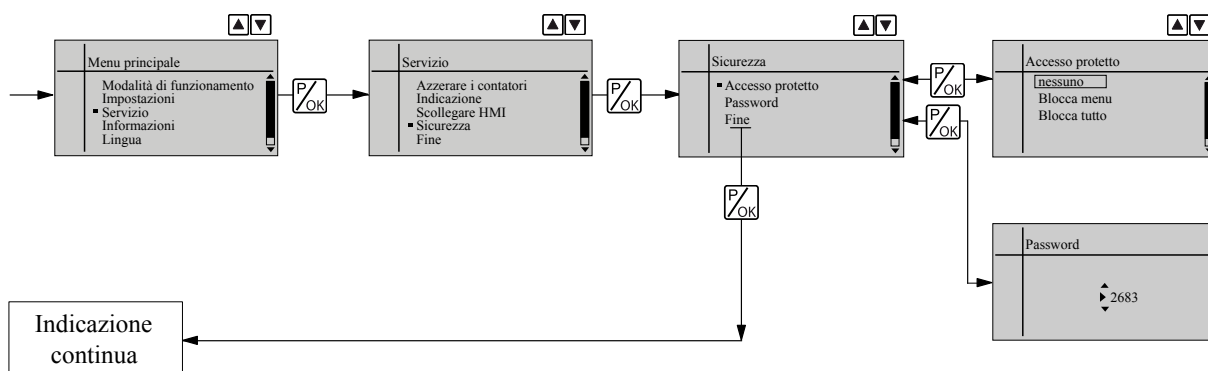 Menu principale
Modalità di funzionamento
Impostazioni
Servizio
Informazioni
Lingua
P/OK
Servizio
Azzerare i contatori
Indicazione
Scollegare HMI
Sicurezza
Fine
P/OK
Sicurezza
Accesso protetto
Password
Fine
P/OK
P/OK
Accesso protetto
nessuno
Blocca menu
Blocca tutto
P/OK
Password
2683
Indicazione
continua